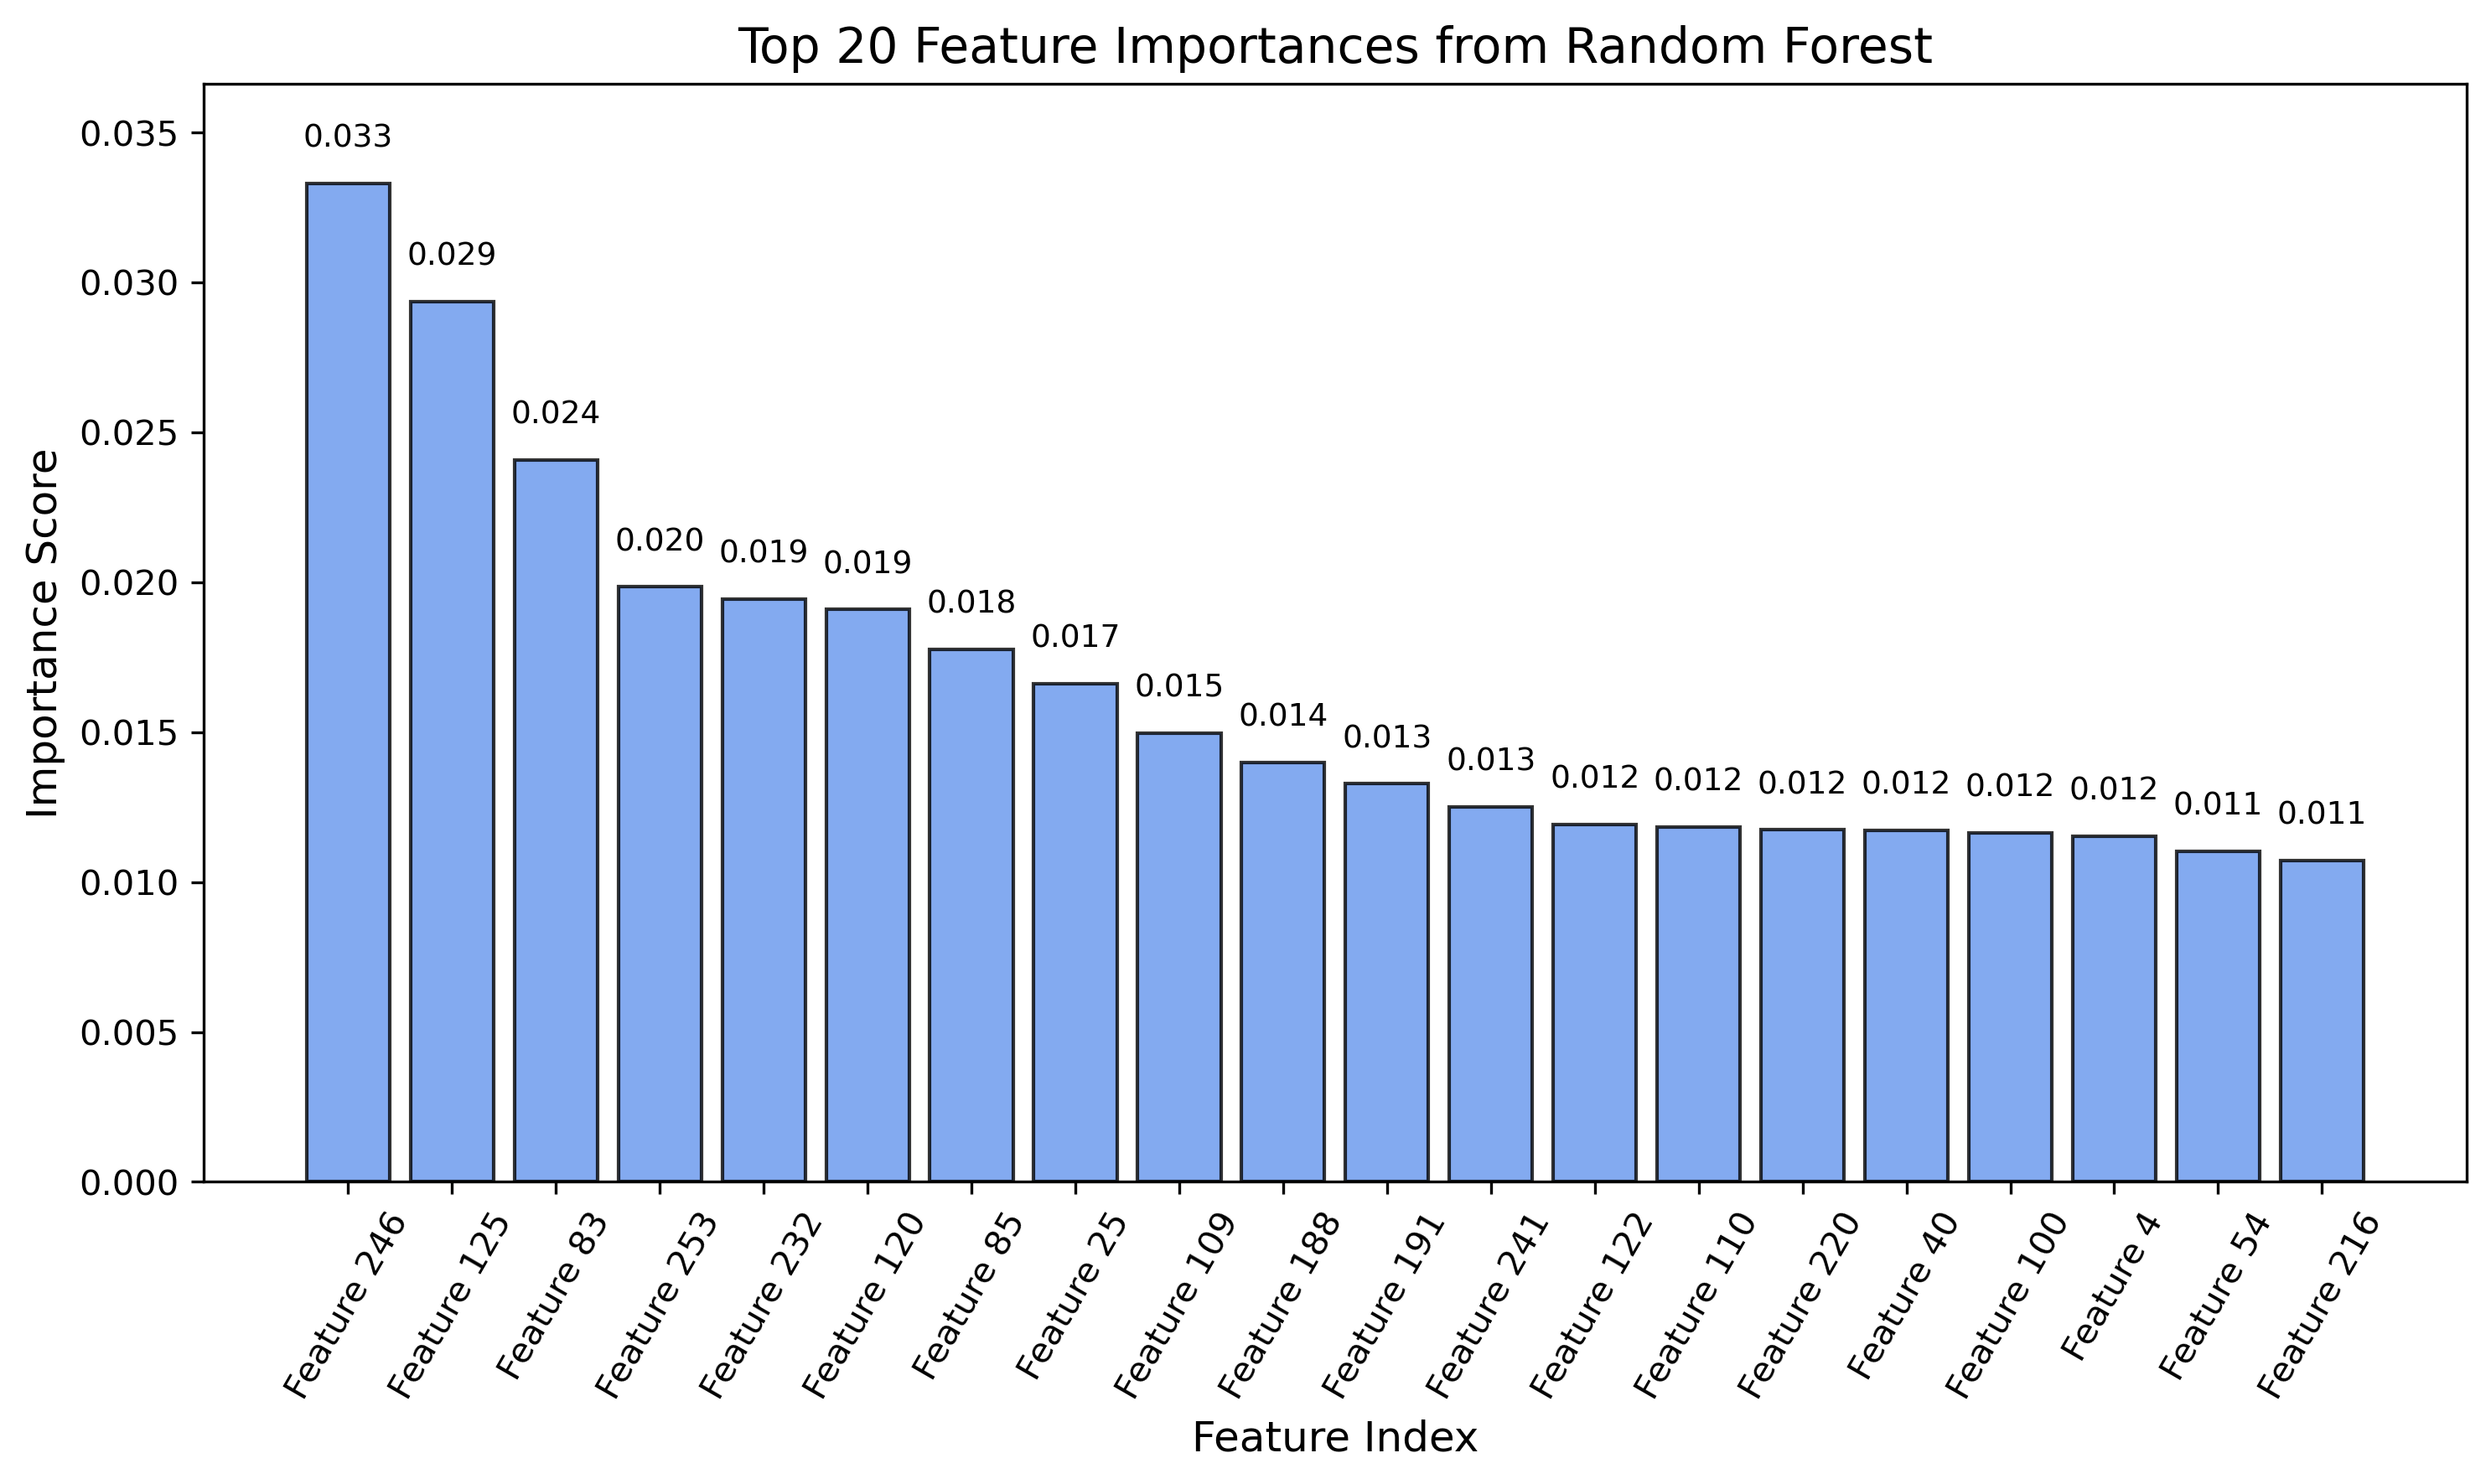 Top 20 Feature Importances from Random Forest
Importance Score
0.035
0.030
0.025
0.020
0.015
0.010
0.005
0.000
0.033
0.029
0.024
0.020
0.019
0.019
0.018
0.017
0.015
0.014
0.013
0.013
0.012
0.012
0.012
0.012
0.012
0.012
0.011
0.011
Feature 246
Feature 125
Feature 83
Feature 253
Feature 232
Feature 120
Feature 85
Feature 25
Feature 109
Feature 188
Feature 191
Feature 241
Feature 122
Feature 110
Feature 220
Feature 40
Feature 100
Feature 4
Feature 54
Feature 216
Feature Index